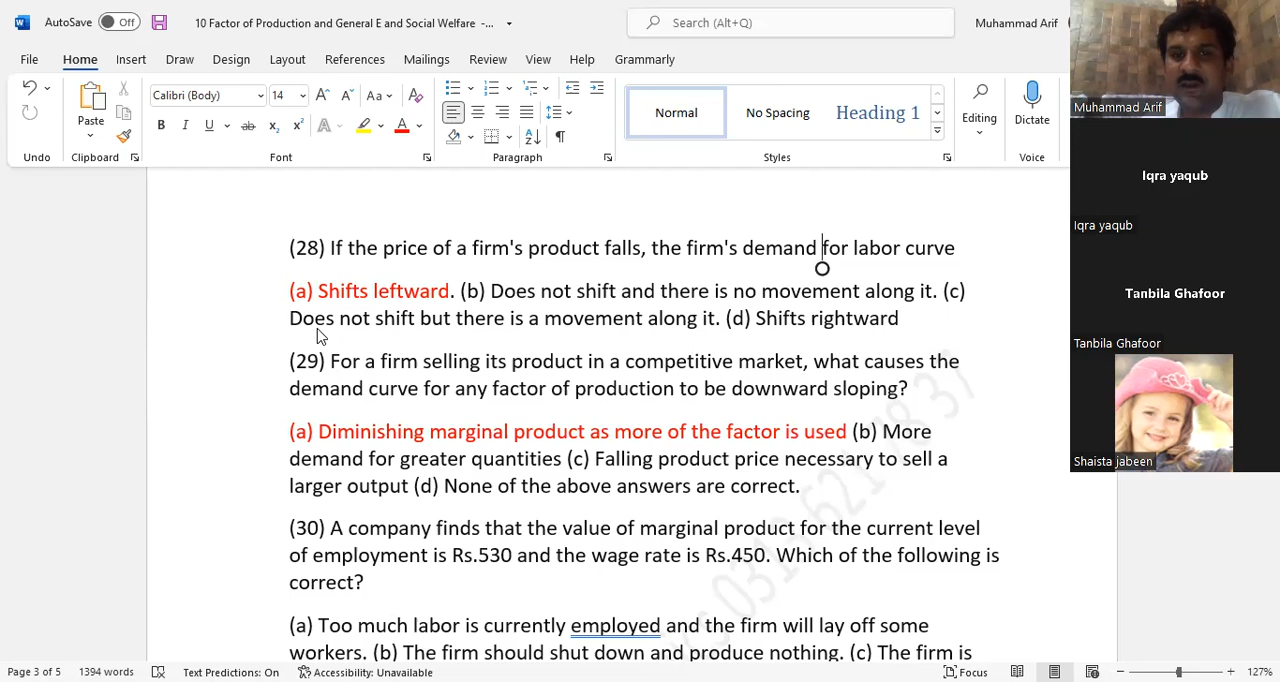 AutoSave Off 10 Factor of Production and General E and Social Welfare -... Search (Alt+Q) Muhammad Arif
File Home Insert Draw Design Layout References Mailings Review View Help Grammarly
Calibri (Body) 14 A A Aa A
Paste B I U ab x₂ x² A A
Normal No Spacing Heading 1
Editing Dictate
Undo Clipboard Font Paragraph Styles Voice
Muhammad Arif
Iqra yaqub
Iqra yaqub
Tanbila Ghafoor
Tanbila Ghafoor
Shaista jabeen
(28) If the price of a firm's product falls, the firm's demand for labor curve
(a) Shifts leftward. (b) Does not shift and there is no movement along it. (c)
Does not shift but there is a movement along it. (d) Shifts rightward
(29) For a firm selling its product in a competitive market, what causes the
demand curve for any factor of production to be downward sloping?
(a) Diminishing marginal product as more of the factor is used (b) More
demand for greater quantities (c) Falling product price necessary to sell a
larger output (d) None of the above answers are correct.
(30) A company finds that the value of marginal product for the current level
of employment is Rs.530 and the wage rate is Rs.450. Which of the following is
correct?
(a) Too much labor is currently employed and the firm will lay off some
workers. (b) The firm should shut down and produce nothing. (c) The firm is
Page 3 of 5 1394 words Text Predictions: On Accessibility: Unavailable Focus 127%